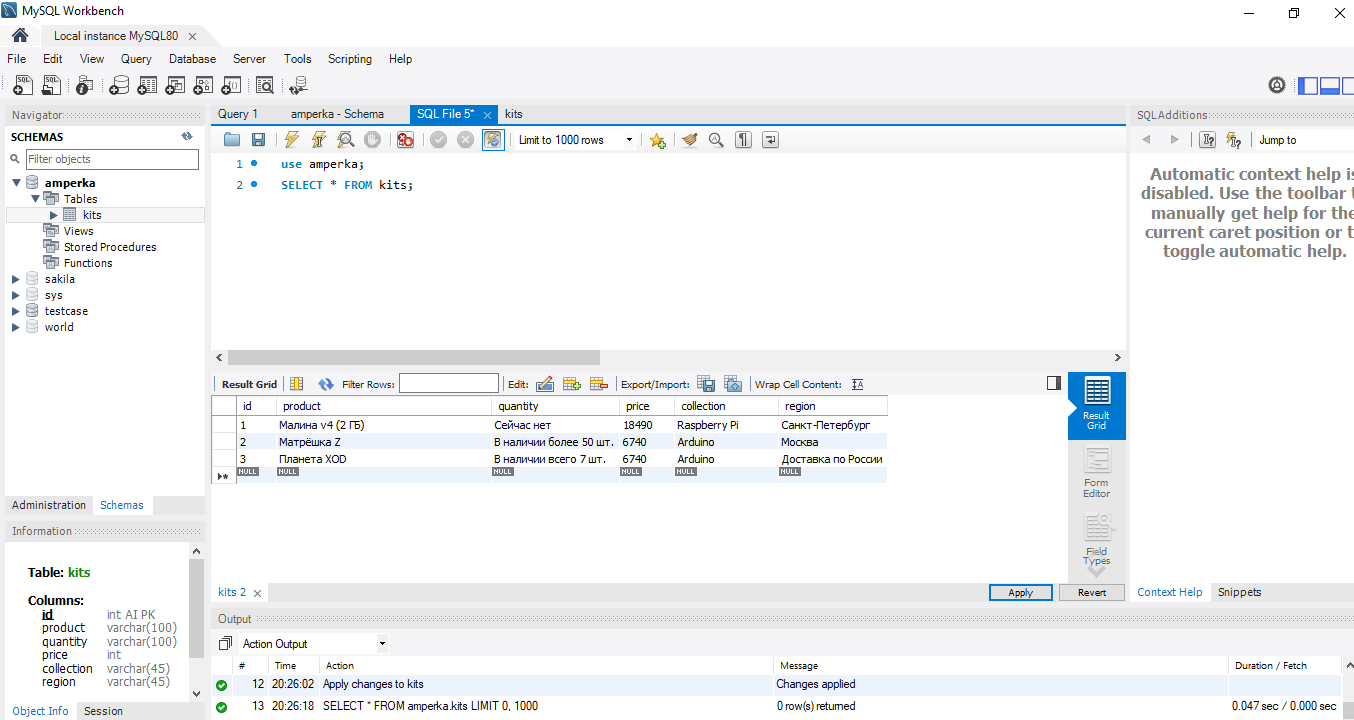 MySQL Workbench
Local instance MySQL80
File Edit View Query Database Server Tools Scripting Help
Navigator
SCHEMAS
Filter objects
amperka
Tables
kits
Views
Stored Procedures
Functions
sakila
sys
testcase
world
Administration Schemas
Information
Table: kits
Columns:
id int AI PK
product varchar(100)
quantity varchar(100)
price int
collection varchar(45)
region varchar(45)
Object Info Session
Query 1 amperka - Schema SQL File 5* kits
Limit to 1000 rows
1 use amperka;
2 SELECT * FROM kits;
Result Grid Filter Rows: Edit: Export/Import: Wrap Cell Content:
id product quantity price collection region
1 Малина v4 (2 ГБ) Сейчас нет 18490 Raspberry Pi Санкт-Петербург
2 Матрёшка Z В наличии более 50 шт. 6740 Arduino Москва
3 Планета XOD В наличии всего 7 шт. 6740 Arduino Доставка по России
NULL NULL NULL NULL NULL NULL
Result
Grid
Form
Editor
Field
Types
kits 2 Apply Revert
Output
Action Output
# Time Action Message Duration / Fetch
12 20:26:02 Apply changes to kits Changes applied
13 20:26:18 SELECT * FROM amperka.kits LIMIT 0, 1000 0 row(s) returned 0.047 sec / 0.000 sec
SQLAdditions
Jump to
Automatic context help is
disabled. Use the toolbar t
manually get help for the
current caret position or t
toggle automatic help.
Context Help Snippets